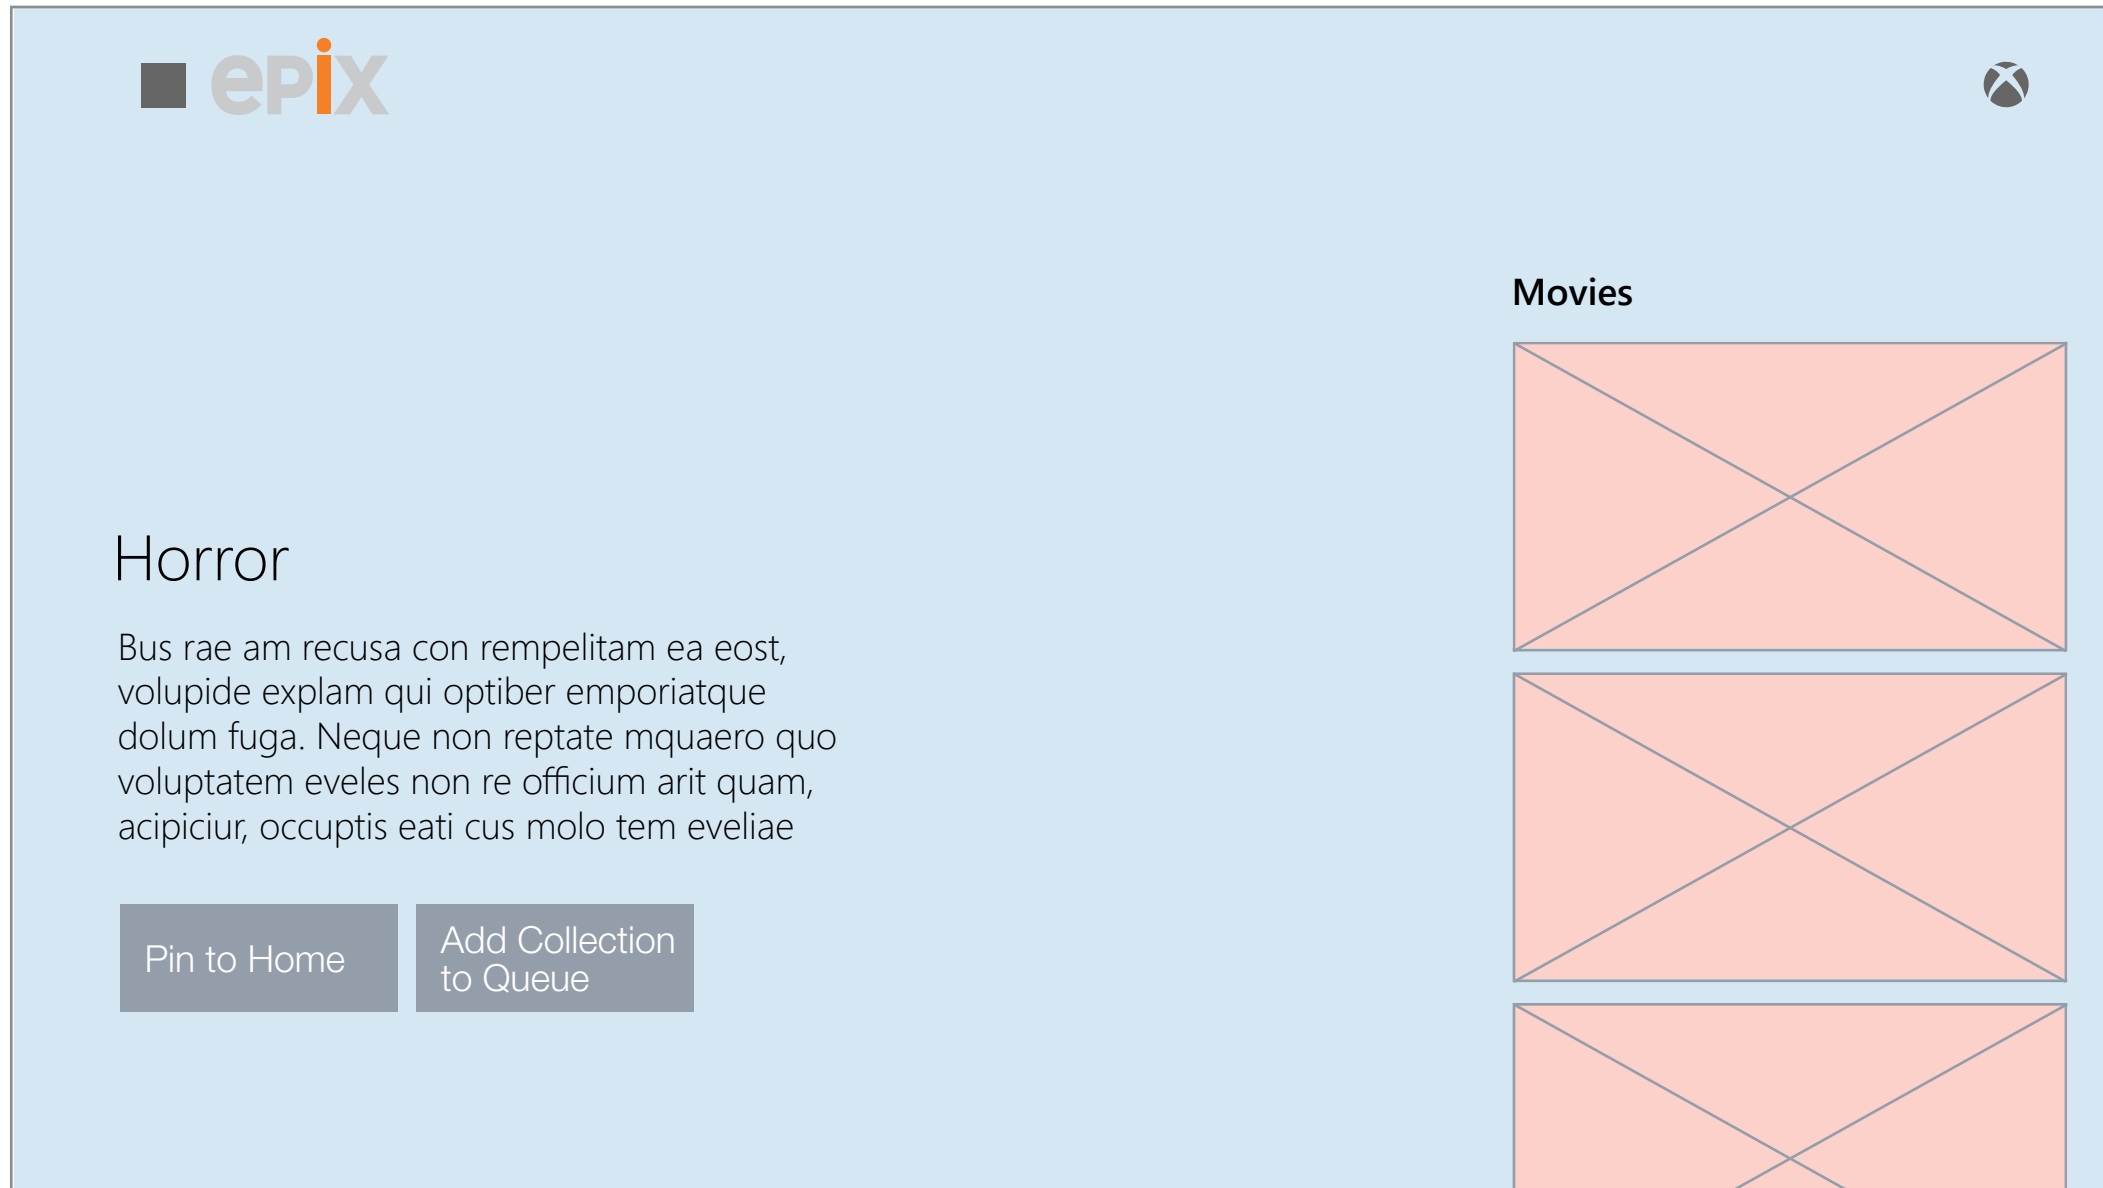 epix
Movies
Horror
Bus rae am recusa con rempelitam ea eost,
volupide explam qui optiber emporiatque
dolum fuga. Neque non reptate mquaero quo
voluptatem eveles non re officium arit quam,
acipiciur, occuptis eati cus molo tem eveliae
Pin to Home
Add Collection
to Queue